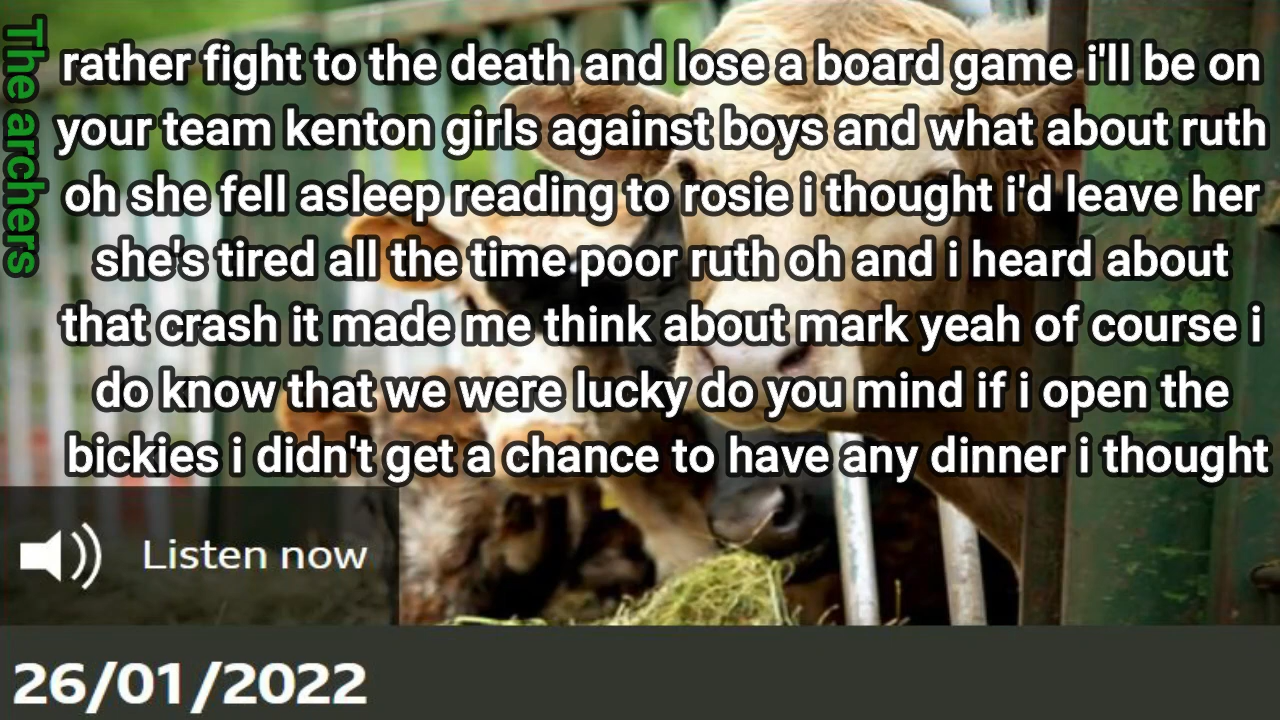 The archers
rather fight to the death and lose a board game i'll be on
your team kenton girls against boys and what about ruth
oh she fell asleep reading to rosie i thought i'd leave her
she's tired all the time poor ruth oh and i heard about
that crash it made me think about mark yeah of course i
do know that we were lucky do you mind if i open the
bickies i didn't get a chance to have any dinner i thought
Listen now
26/01/2022